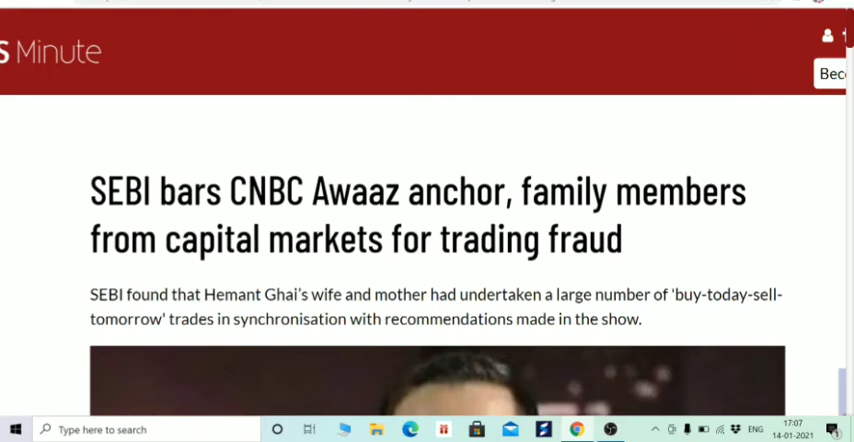 S Minute
SEBI bars CNBC Awaaz anchor, family members
from capital markets for trading fraud
SEBI found that Hemant Ghai's wife and mother had undertaken a large number of 'buy-today-sell-
tomorrow' trades in synchronisation with recommendations made in the show.
Type here to search
ENG
17:07
14-01-2021